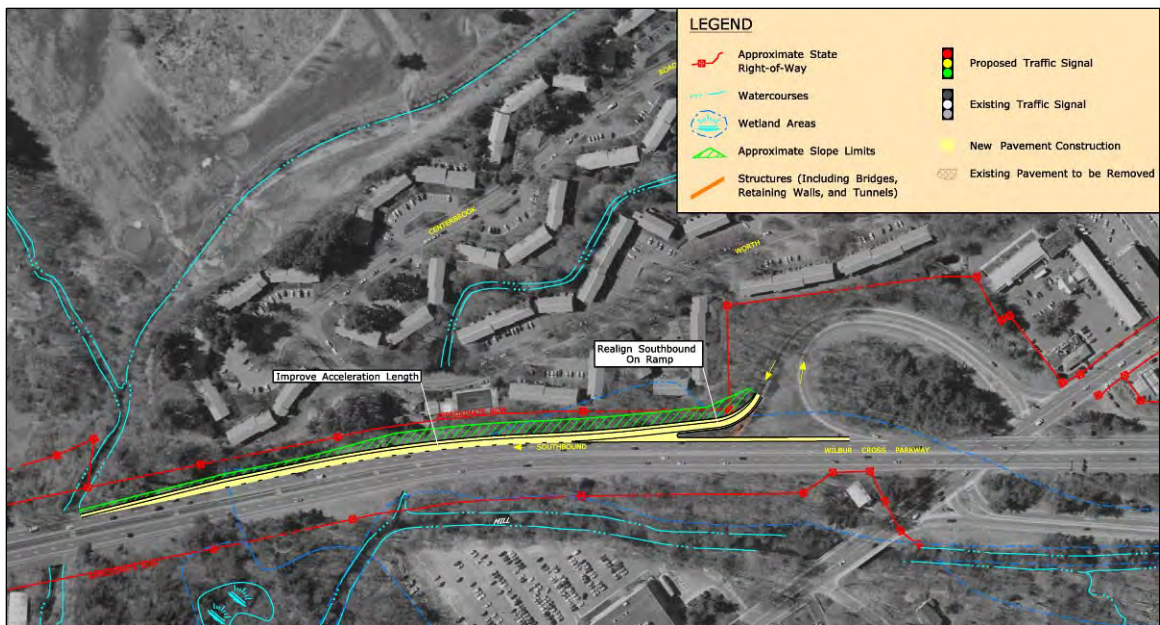 LEGEND
Approximate State
Right-of-Way
Watercourses
Wetland Areas
Approximate Slope Limits
Structures (Including Bridges,
Retaining Walls, and Tunnels)
Proposed Traffic Signal
Existing Traffic Signal
New Pavement Construction
Existing Pavement to be Removed
ROAD
CENTERBROOK
WORTH
Realign Southbound
On Ramp
Improve Acceleration Length
SOUTHBOUND
WILBUR CROSS PARKWAY
MILL